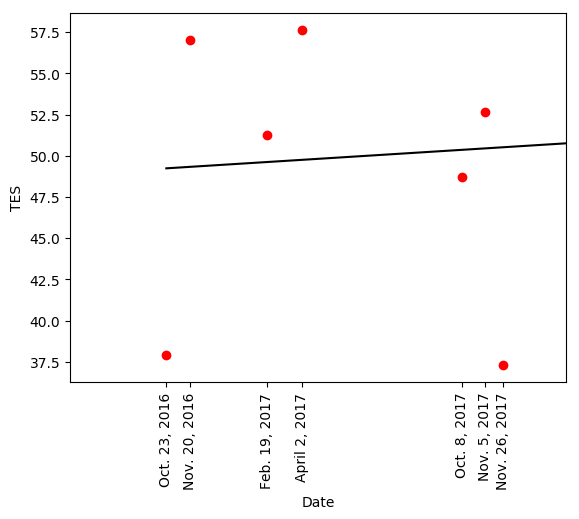 57.5
55.0
52.5
50.0
47.5
45.0
42.5
40.0
37.5
TES
Oct. 23, 2016
Nov. 20, 2016
Feb. 19, 2017
April 2, 2017
Oct. 8, 2017
Nov. 5, 2017
Nov. 26, 2017
Date